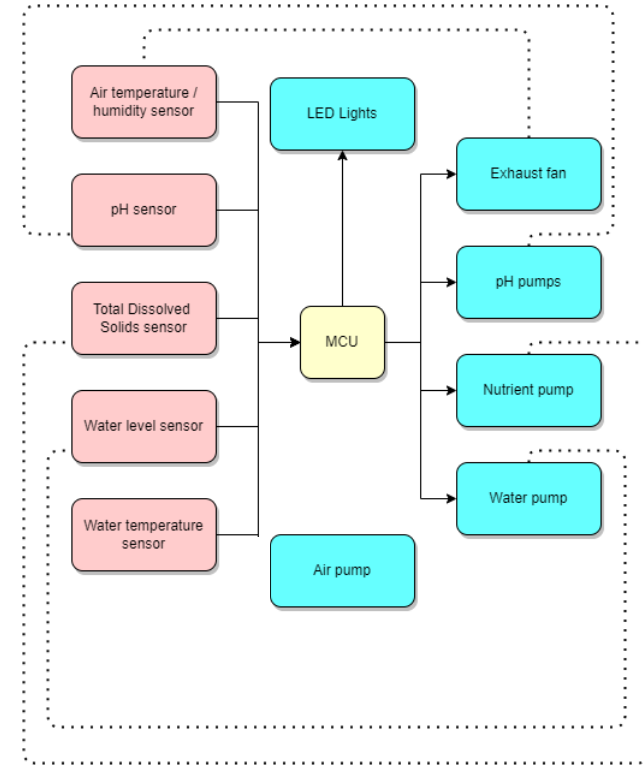 Air temperature /
humidity sensor
LED Lights
Exhaust fan
pH sensor
pH pumps
Total Dissolved
Solids sensor
MCU
Nutrient pump
Water level sensor
Water pump
Water temperature
sensor
Air pump